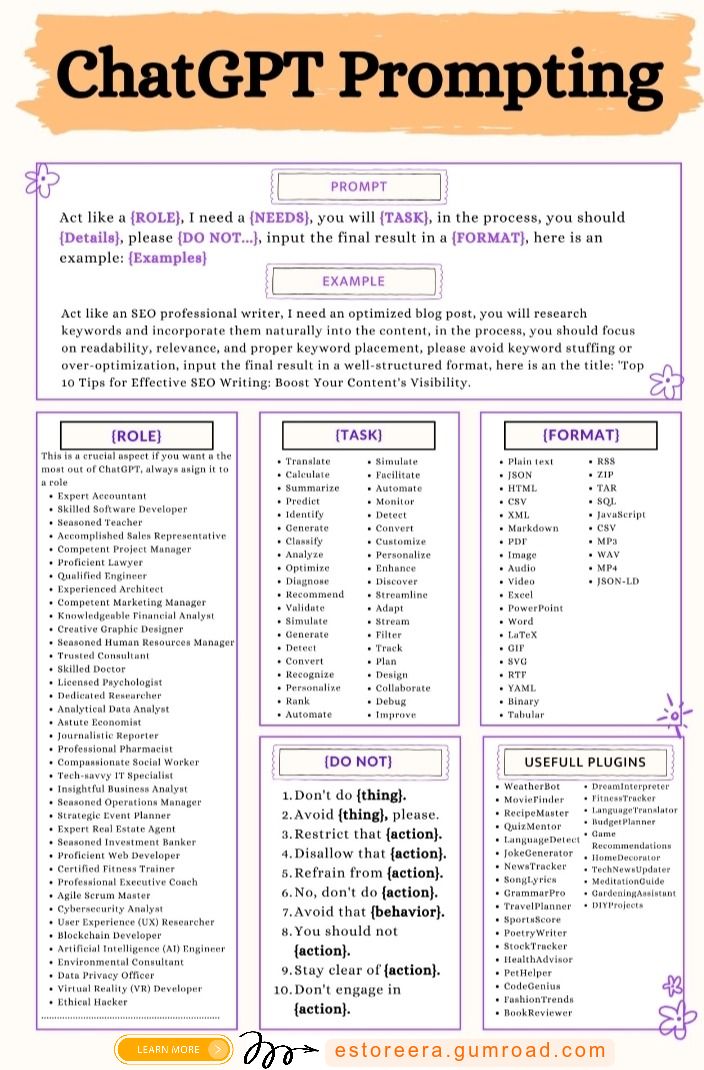 ChatGPT Prompting
PROMPT
Act like a {ROLE}, I need a {NEEDS}, you will {TASK}, in the process, you should
{Details}, please {DO NOT...}, input the final result in a {FORMAT}, here is an
example: {Examples}
EXAMPLE
Act like an SEO professional writer, I need an optimized blog post, you will research
keywords and incorporate them naturally into the content, in the process, you should focus
on readability, relevance, and proper keyword placement, please avoid keyword stuffing or
over-optimization, input the final result in a well-structured format, here is an the title: 'Top
10 Tips for Effective SEO Writing: Boost Your Content's Visibility.
{ROLE}
This is a crucial aspect if you want a the
most out of ChatGPT, always asign it to
a role
• Expert Accountant
• Skilled Software Developer
• Seasoned Teacher
• Accomplished Sales Representative
• Competent Project Manager
• Proficient Lawyer
• Qualified Engineer
• Experienced Architect
• Competent Marketing Manager
• Knowledgeable Financial Analyst
• Creative Graphic Designer
• Seasoned Human Resources Manager
• Trusted Consultant
• Skilled Doctor
• Licensed Psychologist
• Dedicated Researcher
• Analytical Data Analyst
• Astute Economist
• Journalistic Reporter
• Professional Pharmacist
• Compassionate Social Worker
• Tech-savvy IT Specialist
• Insightful Business Analyst
• Seasoned Operations Manager
• Strategic Event Planner
• Expert Real Estate Agent
• Seasoned Investment Banker
• Proficient Web Developer
• Certified Fitness Trainer
• Professional Executive Coach
• Agile Scrum Master
• Cybersecurity Analyst
• User Experience (UX) Researcher
• Blockchain Developer
• Artificial Intelligence (AI) Engineer
• Environmental Consultant
• Data Privacy Officer
• Virtual Reality (VR) Developer
• Ethical Hacker
..........................................................
{TASK}
• Translate
• Calculate
• Summarize
• Predict
• Identify
• Generate
• Classify
• Analyze
• Optimize
• Diagnose
• Recommend
• Validate
• Simulate
• Generate
• Detect
• Convert
• Recognize
• Personalize
• Rank
• Automate
• Simulate
• Facilitate
• Automate
• Monitor
• Detect
• Convert
• Customize
• Personalize
• Enhance
• Discover
• Streamline
• Adapt
• Stream
• Filter
• Track
• Plan
• Design
• Collaborate
• Debug
• Improve
{FORMAT}
• Plain text
• JSON
• HTML
• CSV
• XML
• Markdown
• PDF
• Image
• Audio
• Video
• Excel
• PowerPoint
• Word
• LaTeX
• GIF
• SVG
• RTF
• YAML
• Binary
• Tabular
• RSS
• ZIP
• TAR
• SQL
• JavaScript
• CSV
• MP3
• WAV
• MP4
• JSON-LD
{DO NOT}
1. Don't do {thing}.
2. Avoid {thing}, please.
3. Restrict that {action}.
4. Disallow that {action}.
5. Refrain from {action}.
6. No, don't do {action}.
7. Avoid that {behavior}.
8. You should not
{action}.
9. Stay clear of {action}.
10. Don't engage in
{action}.
USEFULL PLUGINS
• WeatherBot
• MovieFinder
• RecipeMaster
• QuizMentor
• LanguageDetect
• JokeGenerator
• NewsTracker
• SongLyrics
• GrammarPro
• TravelPlanner
• SportsScore
• PoetryWriter
• StockTracker
• HealthAdvisor
• PetHelper
• CodeGenius
• FashionTrends
• BookReviewer
• DreamInterpreter
• FitnessTracker
• LanguageTranslator
• BudgetPlanner
• Game
Recommendations
• HomeDecorator
• TechNewsUpdater
• MeditationGuide
• GardeningAssistant
• DIYProjects
LEARN MORE
estoreera.gumroad.com